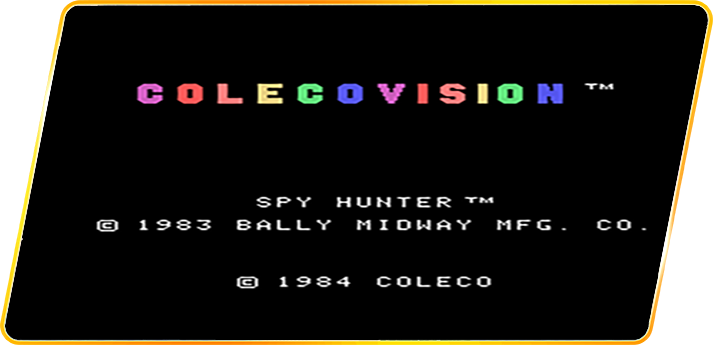 COLECOVISION™
SPY HUNTER™
© 1983 BALLY MIDWAY MFG. CO.
© 1984 COLECO